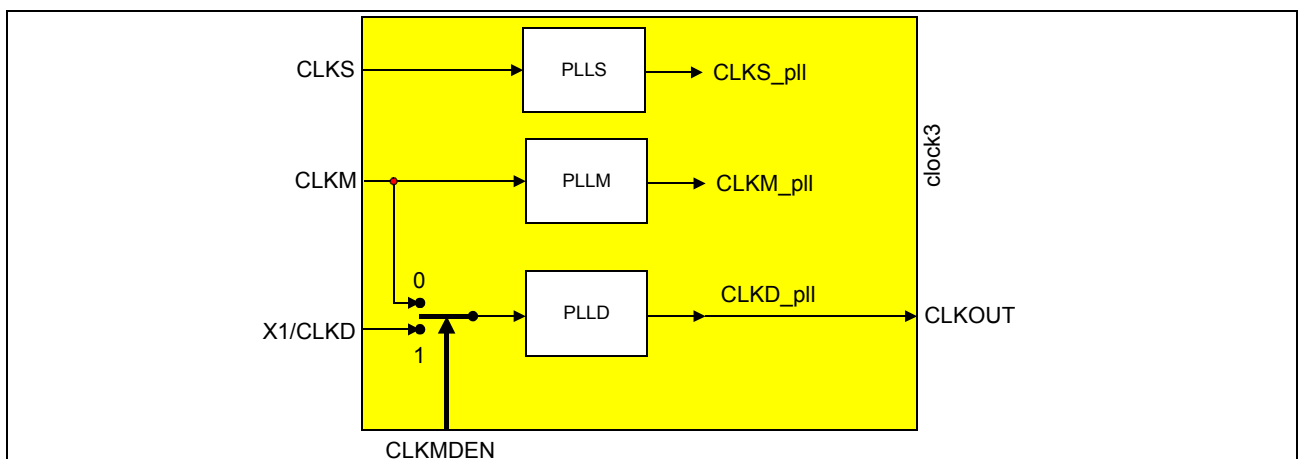 CLKS
PLLS
CLKS_pll
clock3
CLKM
PLLM
CLKM_pll
0
X1/CLKD
1
PLLD
CLKD_pll
CLKOUT
CLKMDEN